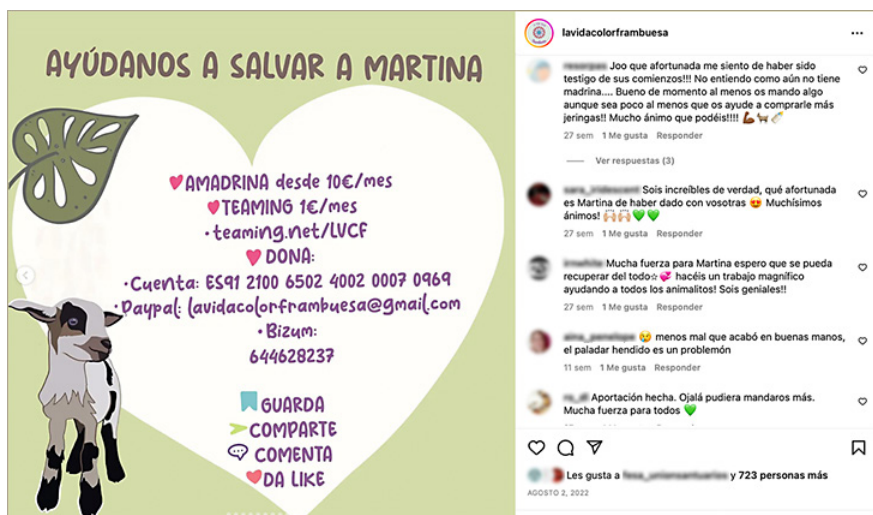 AYÚDANOS A SALVAR A MARTINA
AMADRINA desde 10€/mes
TEAMING 1€/mes
• teaming.net/LVCF
DONA:
• Cuenta: ES91 2100 6502 4002 0007 0969
• Paypal: lavidacolorframbuesa@gmail.com
• Bizum:
644628237
GUARDA
COMPARTE
COMENTA
DA LIKE
lavidacolorframbuesa
Joo que afortunada me siento de haber sido
testigo de sus comienzos!!! No entiendo como aún no tiene
madrina.... Bueno de momento al menos os mando algo
aunque sea poco al menos que os ayude a comprarle más
jeringas!! Mucho ánimo que podéis!!!! 💪🏾🐐🍼
27 sem 1 Me gusta Responder
Ver respuestas (3)
Sois increíbles de verdad, qué afortunada
es Martina de haber dado con vosotras 😍 Muchísimos
ánimos! 🙌🏻🙌🏻💚💚
27 sem 1 Me gusta Responder
Mucha fuerza para Martina espero que se pueda
recuperar del todo☆💞 hacéis un trabajo magnífico
ayudando a todos los animalitos! Sois geniales!!
27 sem 1 Me gusta Responder
😢 menos mal que acabó en buenas manos,
el paladar hendido es un problemón
11 sem 1 Me gusta Responder
Aportación hecha. Ojalá pudiera mandaros más.
Mucha fuerza para todos 💚
Les gusta a y 723 personas más
AGOSTO 2, 2022